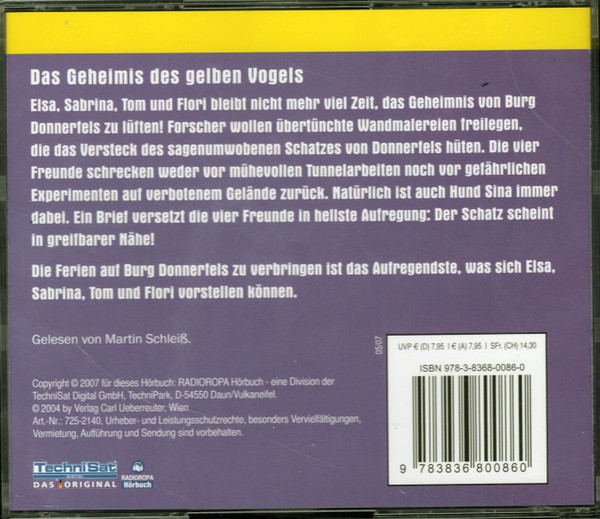 Das Geheimis des gelben Vogels
Elsa, Sabrina, Tom und Flori bleibt nicht mehr viel Zeit, das Geheimnis von Burg
Donnerfels zu lüften! Forscher wollen übertünchte Wandmalereien freilegen,
die das Versteck des sagenumwobenen Schatzes von Donnerfels hüten. Die vier
Freunde schrecken weder vor mühevollen Tunnelarbeiten noch vor gefährlichen
Experimenten auf verbotenem Gelände zurück. Natürlich ist auch Hund Sina immer
dabei. Ein Brief versetzt die vier Freunde in hellste Aufregung: Der Schatz scheint
in greifbarer Nähe!
Die Ferien auf Burg Donnerfels zu verbringen ist das Aufregendste, was sich Elsa,
Sabrina, Tom und Flori vorstellen können.
Gelesen von Martin Schleiß.
05/07
UVP € (D) 7,95 I € (A) 7,95 I SFr. (CH) 14,30
ISBN 978-3-8368-0086-0
9 783836 800860
Copyright © 2007 für dieses Hörbuch: RADIOROPA Hörbuch - eine Division der
TechniSat Digital GmbH, TechniPark, D-54550 Daun/Vulkaneifel.
© 2004 by Verlag Carl Ueberreuter, Wien
Art.-Nr.: 725-2140, Urheber- und Leistungsschutzrechte, besonders Vervielfältigungen,
Vermietung, Aufführung und Sendung sind vorbehalten.
TechniSat
DIGITAL
DAS ORIGINAL
RADIOROPA
Hörbuch